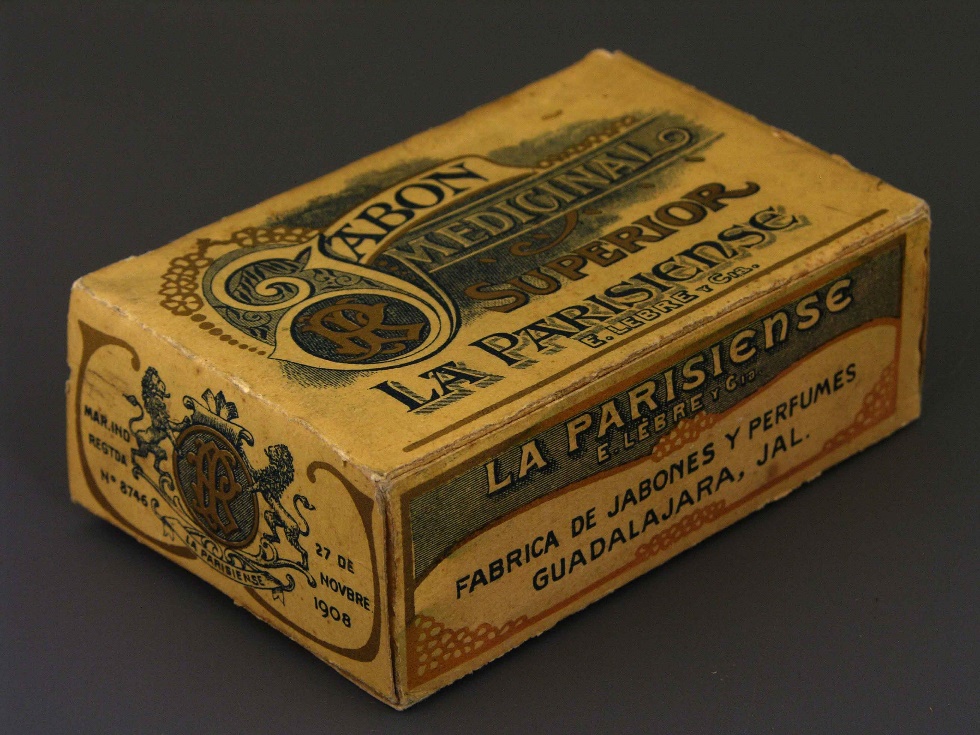 JABON
MEDICINAL
SUPERIOR
LA PARISIENSE
E. LEBRE Y CIA.
LA PARISIENSE
E. LEBRE Y CIA.
FABRICA DE JABONES Y PERFUMES
GUADALAJARA, JAL.
MAR. IND
REGTDA
Nº 8746
LA PARISIENSE
27 DE
NOVBRE
1908